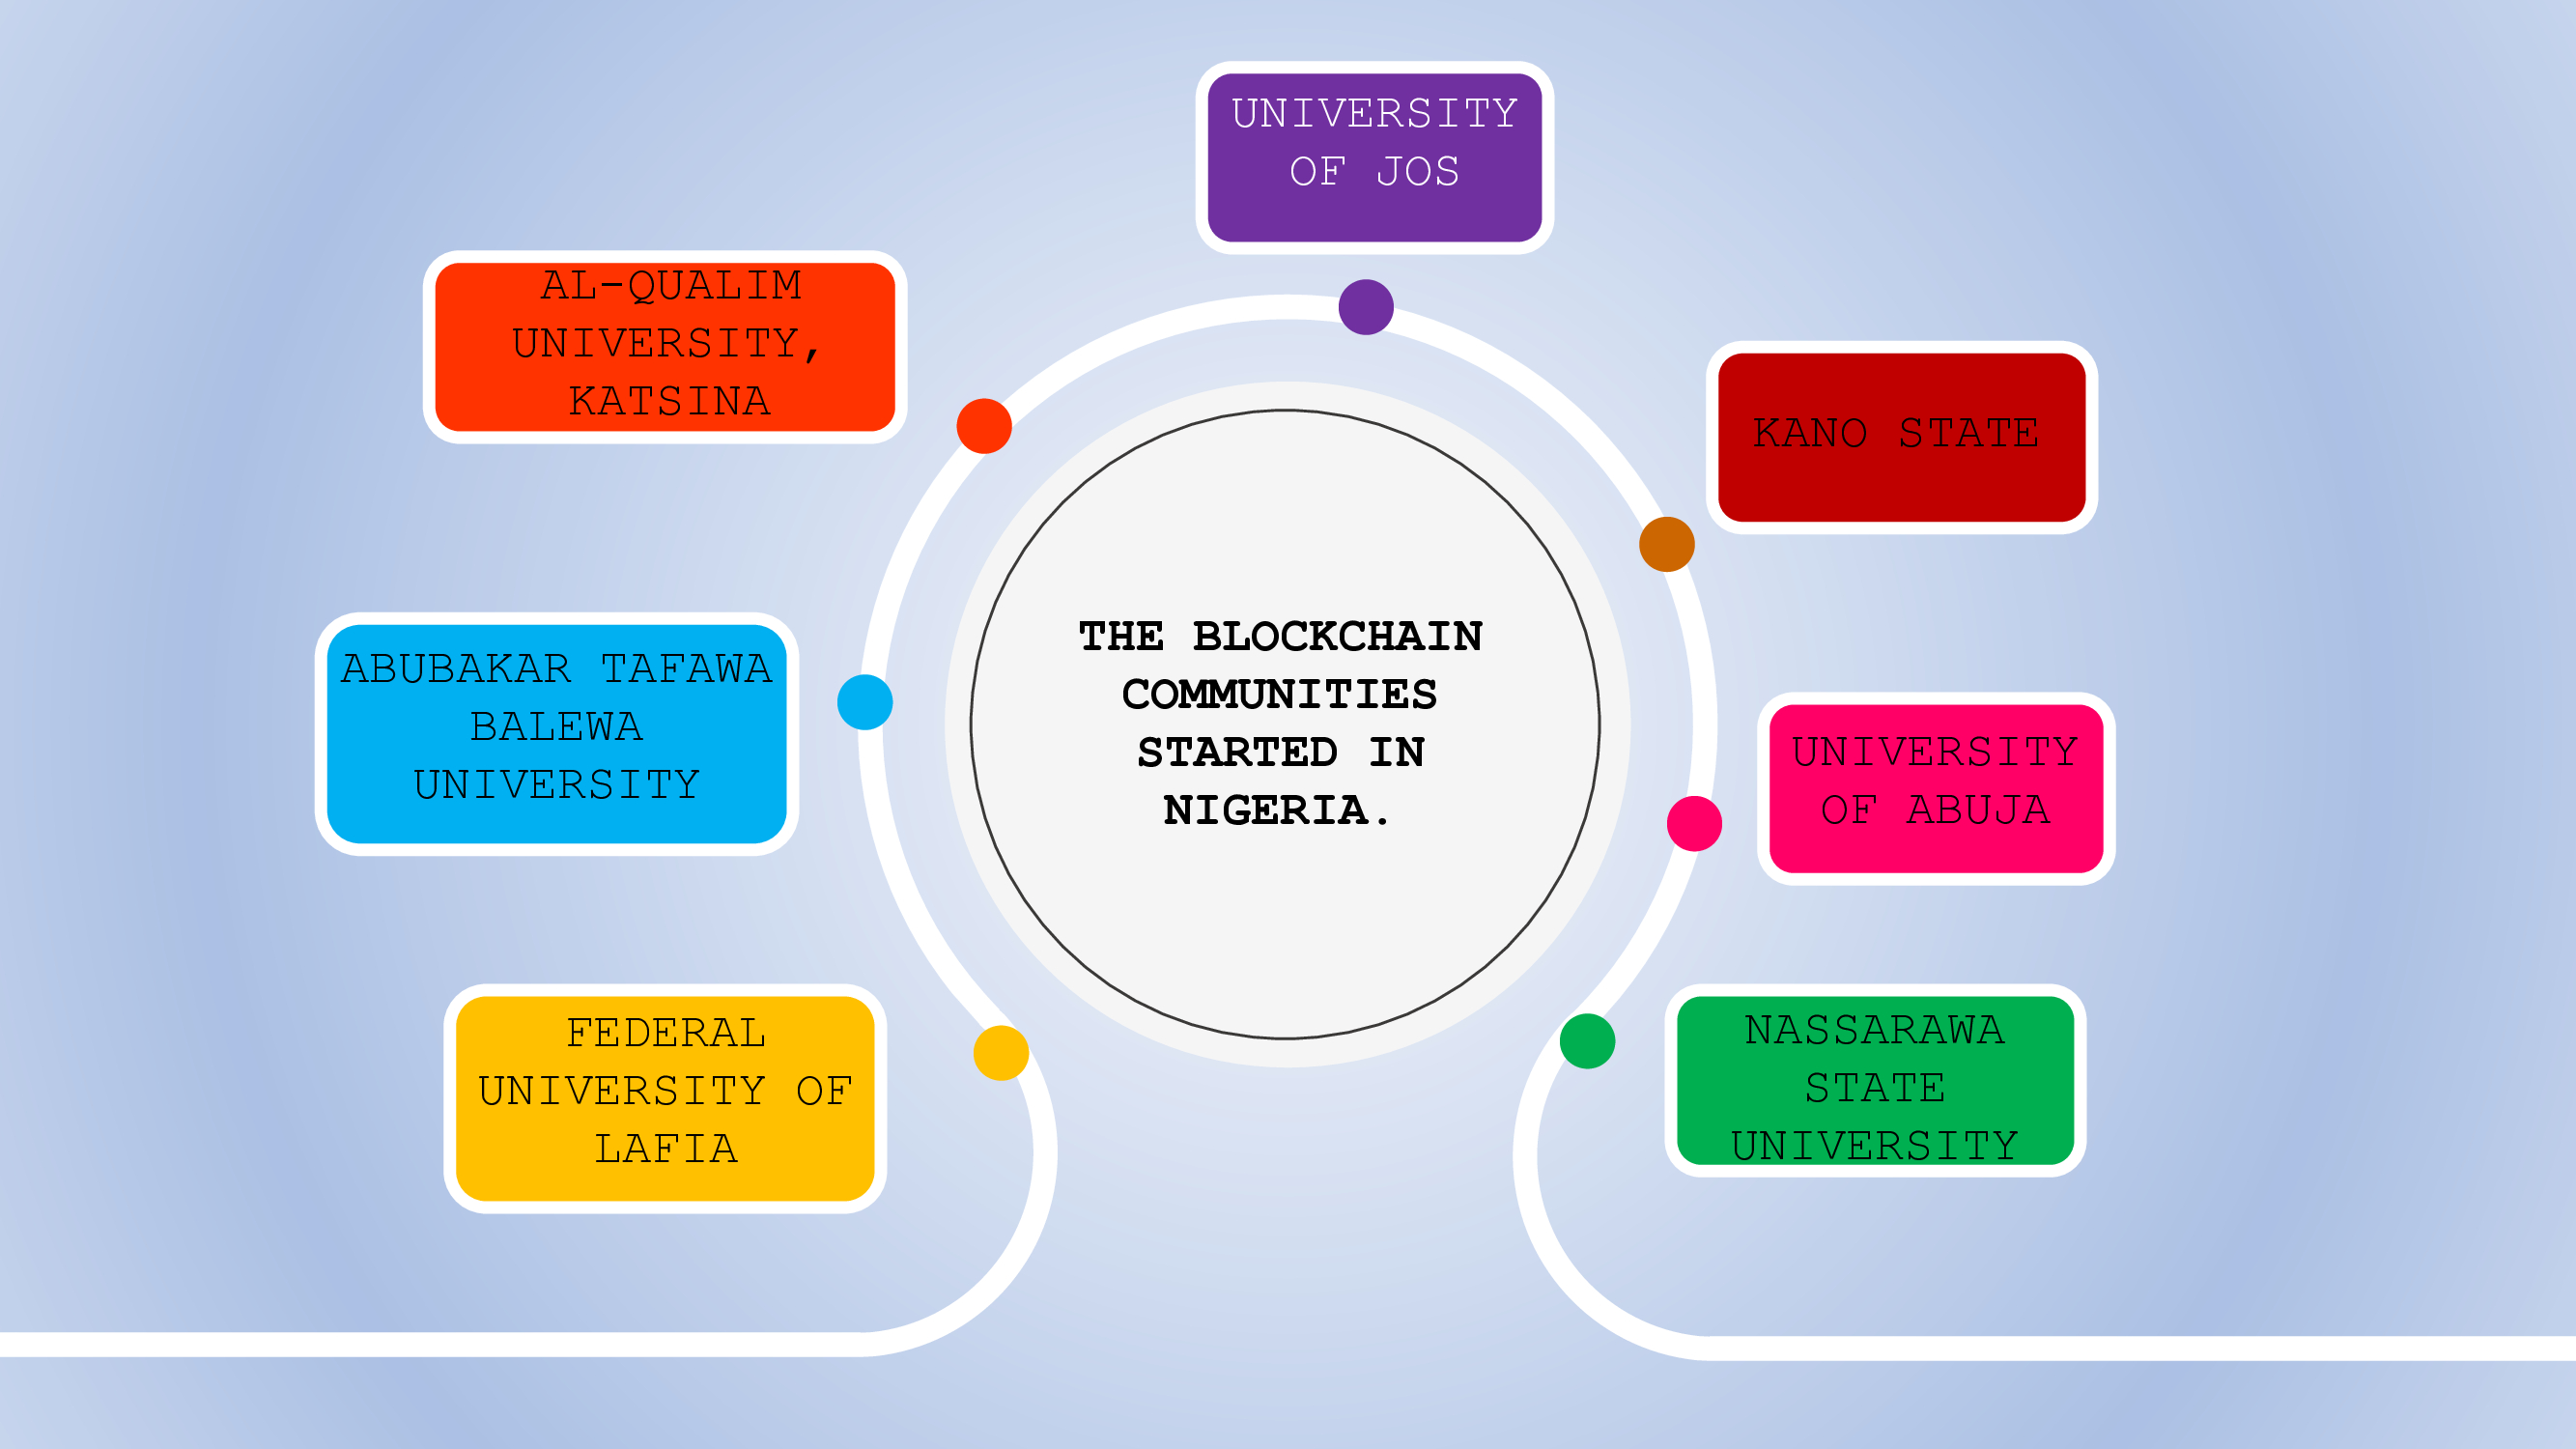 UNIVERSITY
OF JOS
AL-QUALIM
UNIVERSITY,
KATSINA
KANO STATE
THE BLOCKCHAIN
COMMUNITIES
STARTED IN
NIGERIA.
ABUBAKAR TAFAWA
BALEWA
UNIVERSITY
UNIVERSITY
OF ABUJA
FEDERAL
UNIVERSITY OF
LAFIA
NASSARAWA
STATE
UNIVERSITY